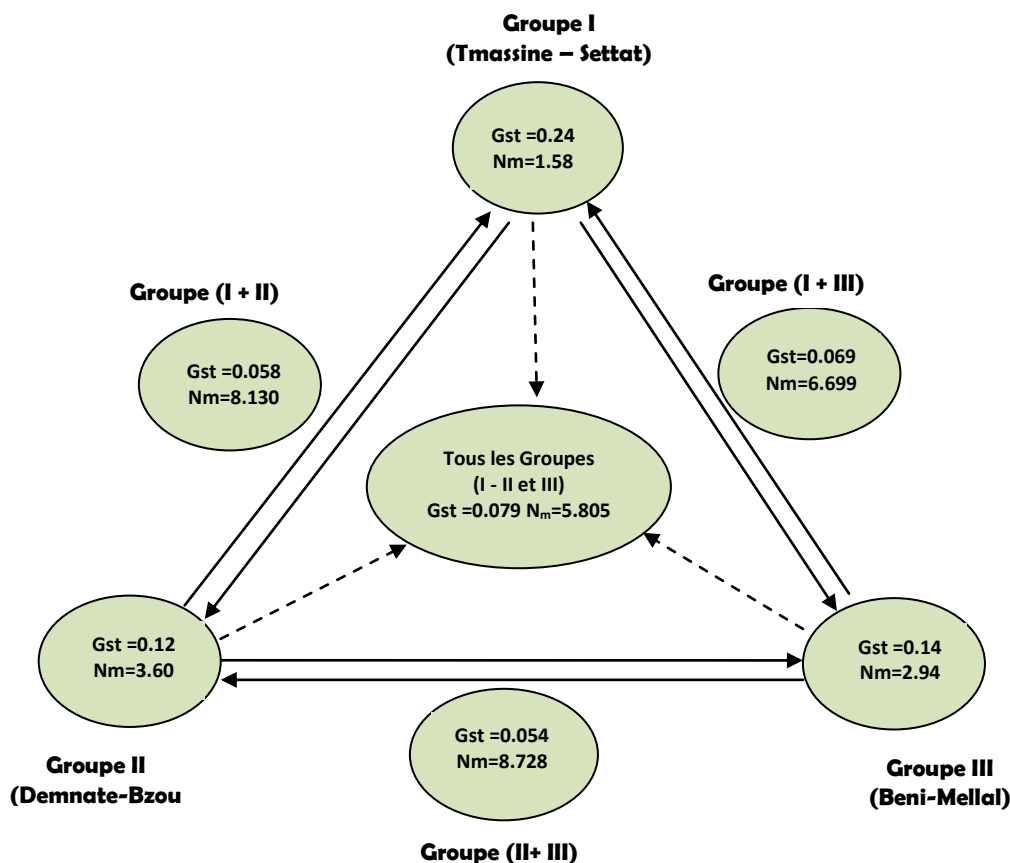 Groupe I
(Tmassine – Settat)
Gst =0.24
Nm=1.58
Groupe (I + II)
Gst =0.058
Nm=8.130
Groupe (I + III)
Gst=0.069
Nm=6.699
Tous les Groupes
(I - II et III)
Gst =0.079 Nₘ=5.805
Gst =0.12
Nm=3.60
Gst =0.14
Nm=2.94
Gst =0.054
Nm=8.728
Groupe II
(Demnate-Bzou
Groupe III
(Beni-Mellal)
Groupe (II+ III)